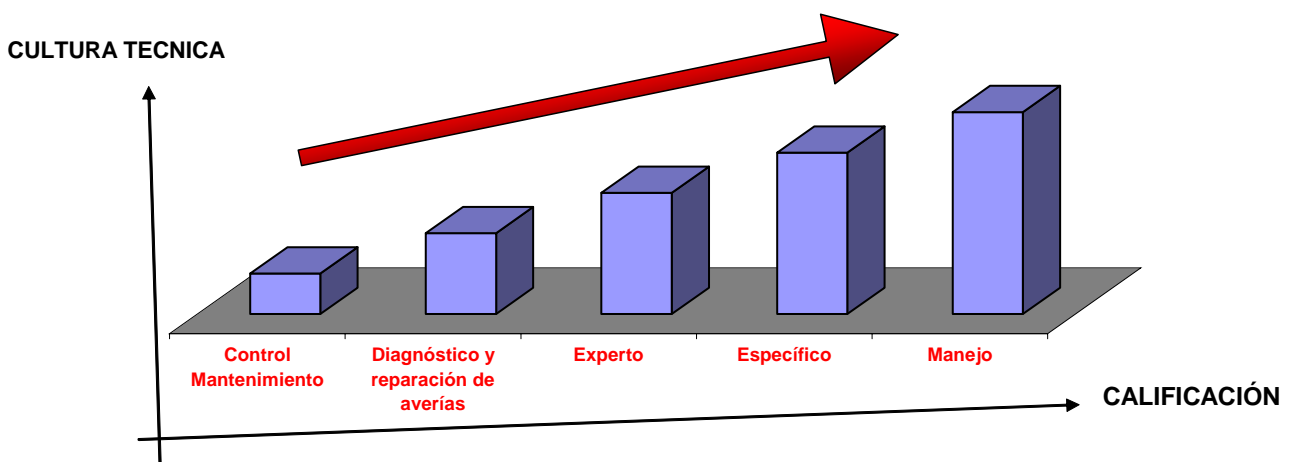 CULTURA TECNICA
Control
Mantenimiento
Diagnóstico y
reparación de
averías
Experto
Específico
Manejo
CALIFICACIÓN